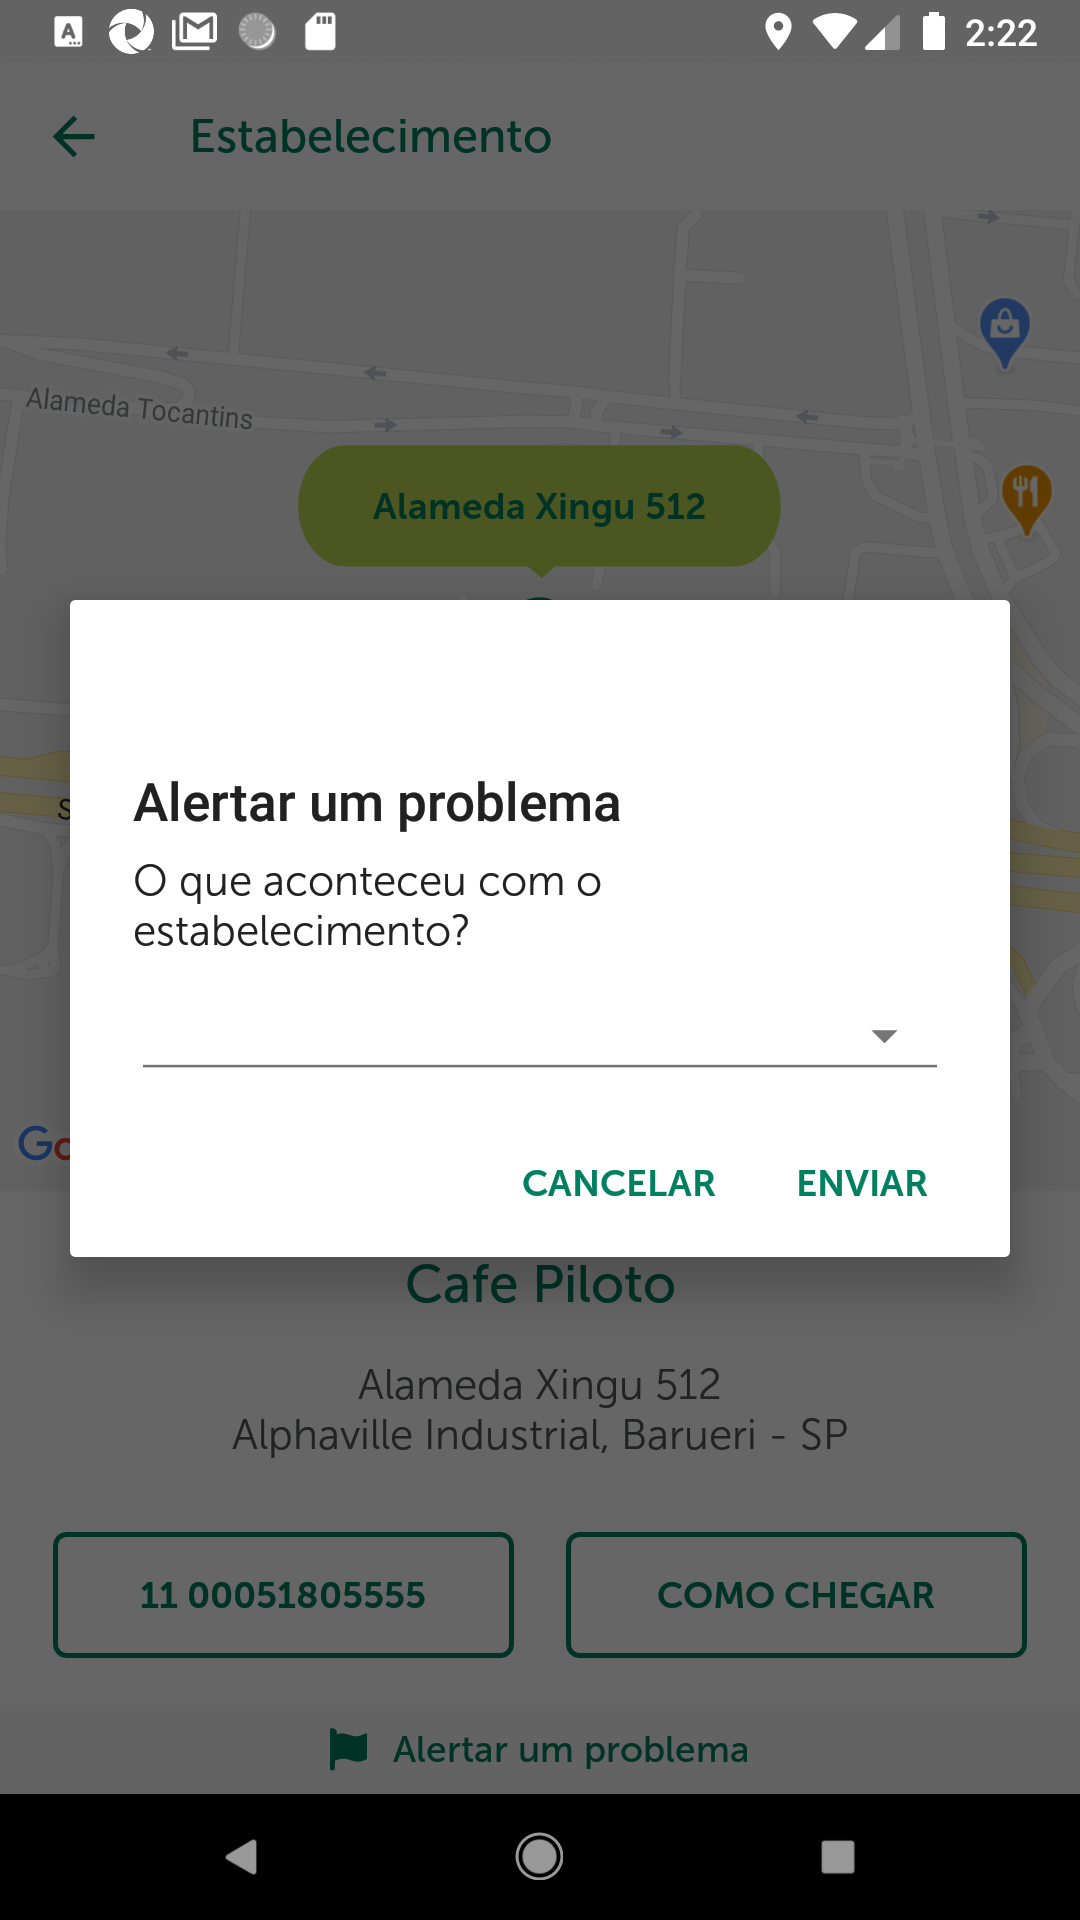 2:22
Estabelecimento
Alameda Tocantins
Alameda Xingu 512
Alertar um problema
O que aconteceu com o
estabelecimento?
CANCELAR ENVIAR
Cafe Piloto
Alameda Xingu 512
Alphaville Industrial, Barueri - SP
11 00051805555 COMO CHEGAR
Alertar um problema